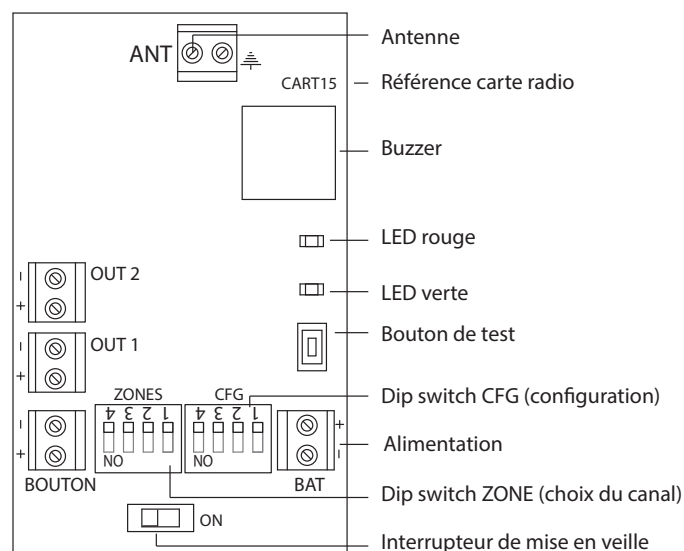 ANT
Antenne
CART15
Référence carte radio
Buzzer
LED rouge
LED verte
Bouton de test
- OUT 2
+
- OUT 1
+
ZONES
4 3 2 1
NO
CFG
4 3 2 1
NO
Dip switch CFG (configuration)
-
+
BOUTON
+
-
BAT
Alimentation
Dip switch ZONE (choix du canal)
ON
Interrupteur de mise en veille